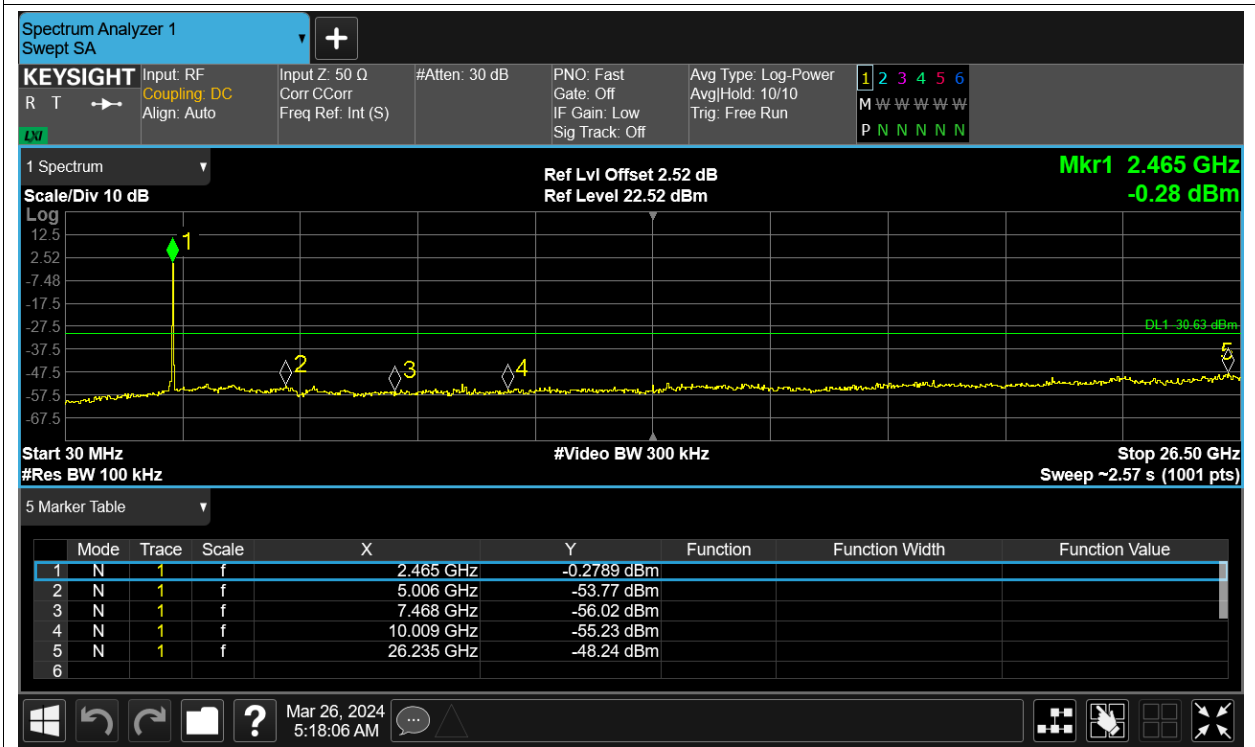 Spectrum Analyzer 1
Swept SA
KEYSIGHT
R T
LXI
Input: RF
Coupling: DC
Align: Auto
Input Z: 50 Ω
Corr CCorr
Freq Ref: Int (S)
#Atten: 30 dB
PNO: Fast
Gate: Off
IF Gain: Low
Sig Track: Off
Avg Type: Log-Power
Avg|Hold: 10/10
Trig: Free Run
1 2 3 4 5 6
M W W W W W
P N N N N N
1 Spectrum
Scale/Div 10 dB
Ref Lvl Offset 2.52 dB
Ref Level 22.52 dBm
Mkr1 2.465 GHz
-0.28 dBm
Log
12.5
2.52
-7.48
-17.5
-27.5
-37.5
-47.5
-57.5
-67.5
1
2
3
4
5
DL1 -30.63 dBm
Start 30 MHz
#Res BW 100 kHz
#Video BW 300 kHz
Stop 26.50 GHz
Sweep ~2.57 s (1001 pts)
5 Marker Table
Mode Trace Scale X Y Function Function Width Function Value
1 N 1 f 2.465 GHz -0.2789 dBm
2 N 1 f 5.006 GHz -53.77 dBm
3 N 1 f 7.468 GHz -56.02 dBm
4 N 1 f 10.009 GHz -55.23 dBm
5 N 1 f 26.235 GHz -48.24 dBm
6
?
Mar 26, 2024
5:18:06 AM